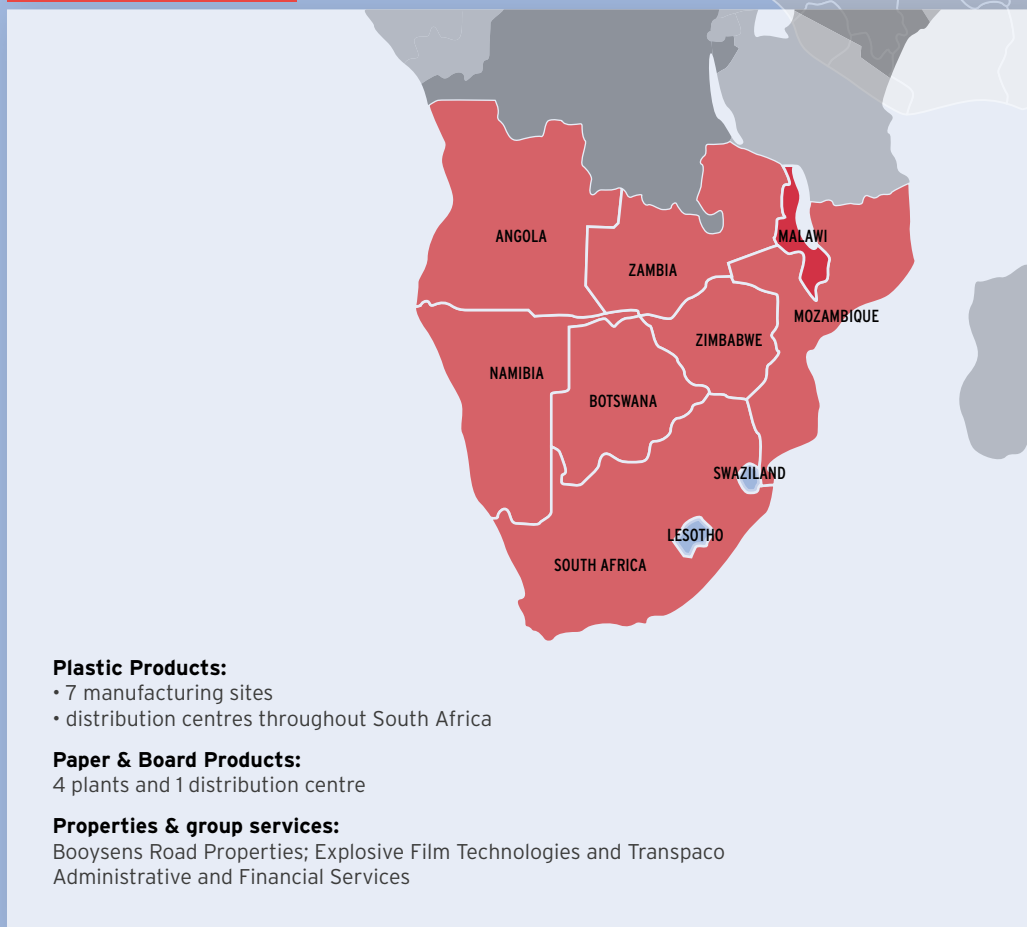 ANGOLA
MALAWI
ZAMBIA
MOZAMBIQUE
ZIMBABWE
NAMIBIA
BOTSWANA
SWAZILAND
LESOTHO
SOUTH AFRICA
Plastic Products:
• 7 manufacturing sites
• distribution centres throughout South Africa
Paper & Board Products:
4 plants and 1 distribution centre
Properties & group services:
Booysens Road Properties; Explosive Film Technologies and Transpaco
Administrative and Financial Services